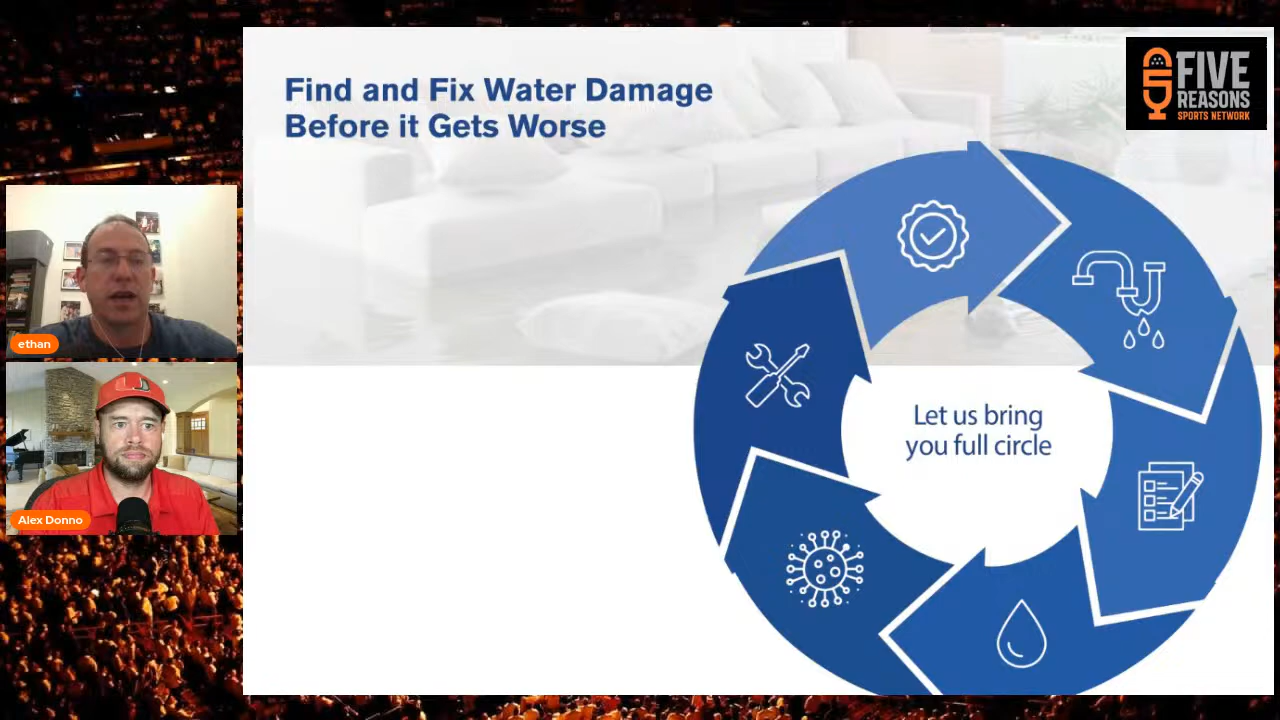 Find and Fix Water Damage
Before it Gets Worse
FIVE
REASONS
SPORTS NETWORK
Let us bring
you full circle
ethan
Alex Donno